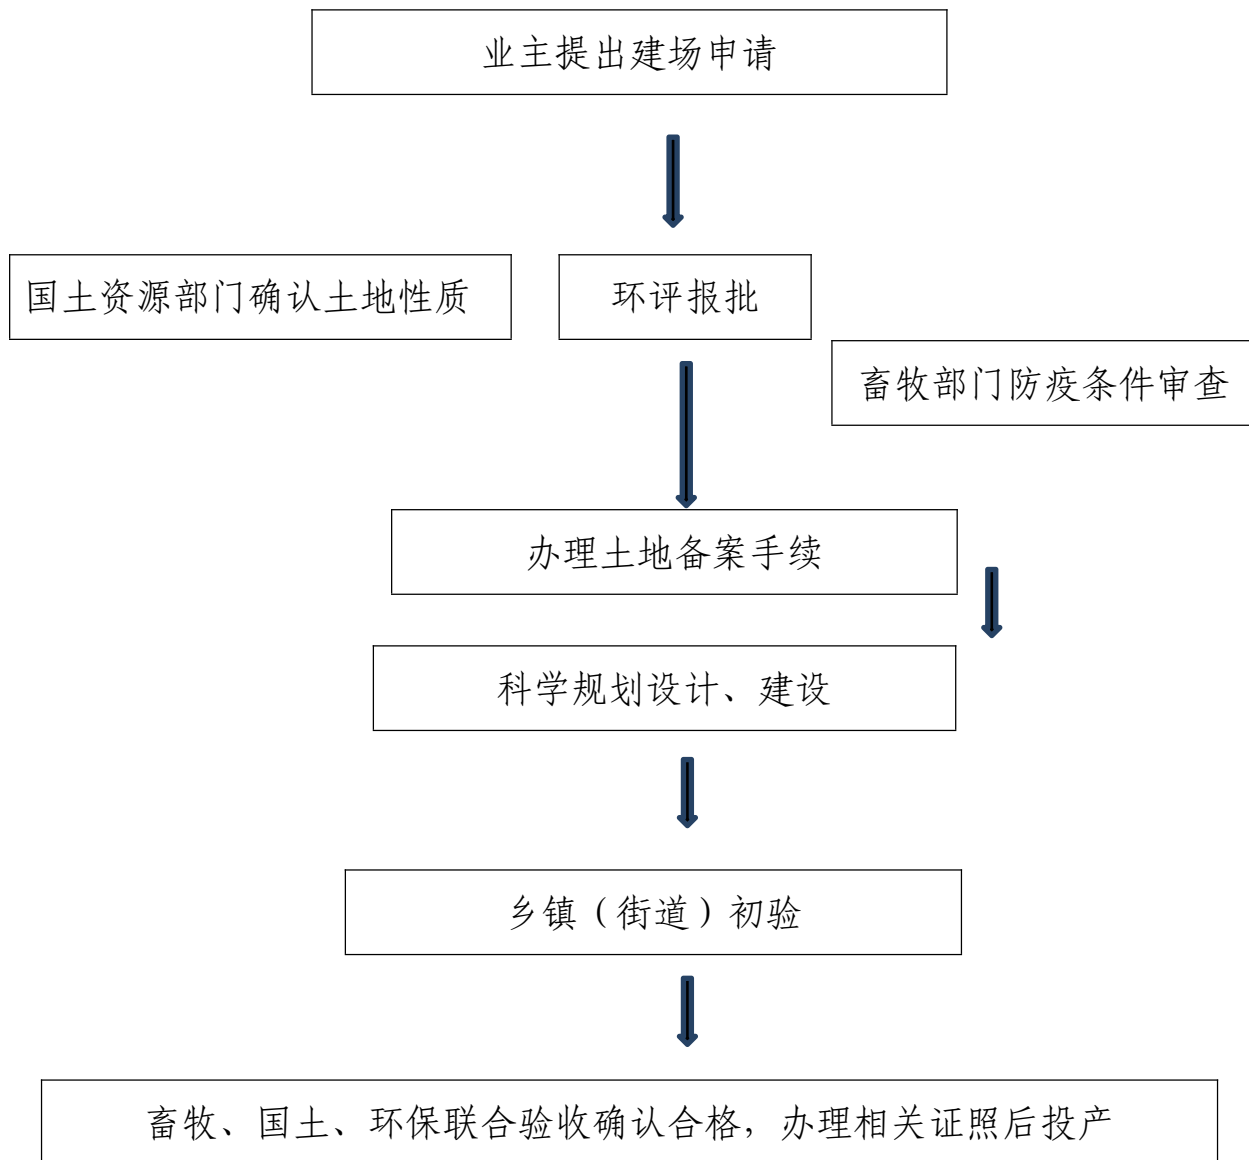 业主提出建场申请
国土资源部门确认土地性质
环评报批
畜牧部门防疫条件审查
办理土地备案手续
科学规划设计、建设
乡镇（街道）初验
畜牧、国土、环保联合验收确认合格，办理相关证照后投产